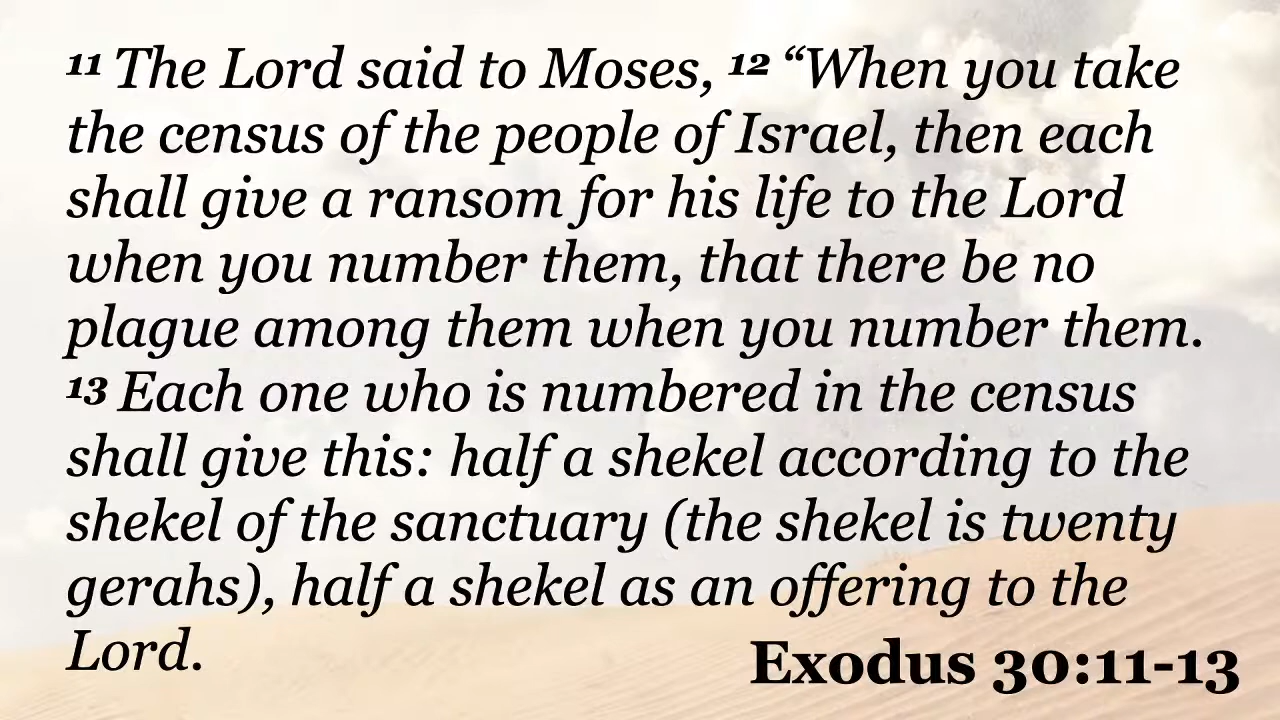 11 The Lord said to Moses, 12 “When you take
the census of the people of Israel, then each
shall give a ransom for his life to the Lord
when you number them, that there be no
plague among them when you number them.
13 Each one who is numbered in the census
shall give this: half a shekel according to the
shekel of the sanctuary (the shekel is twenty
gerahs), half a shekel as an offering to the
Lord.
Exodus 30:11-13